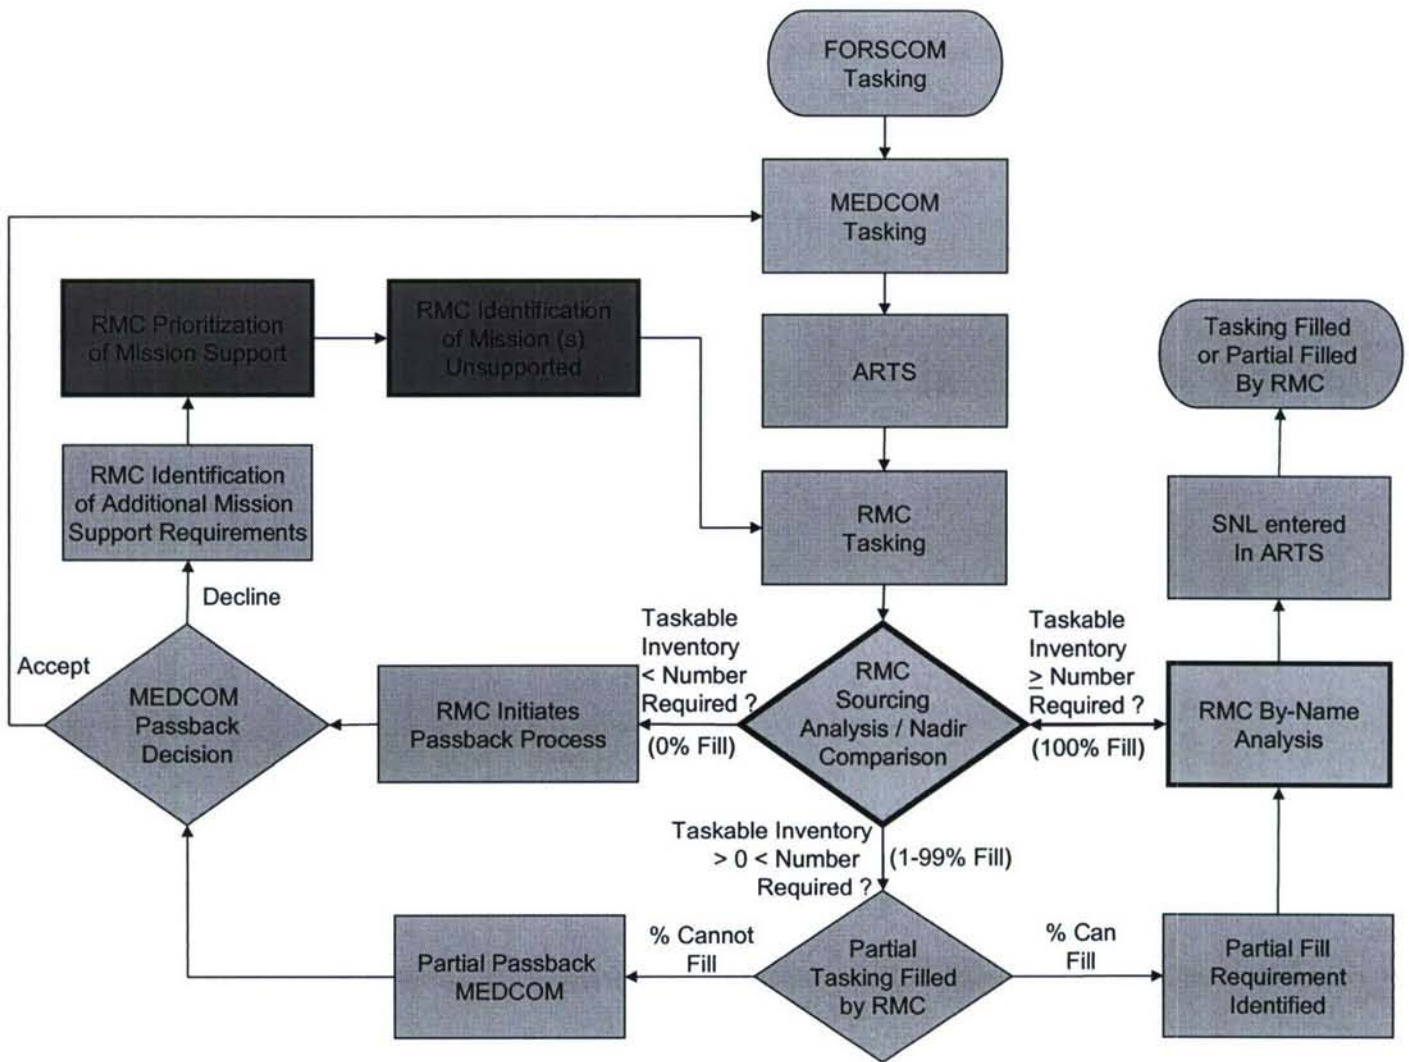 FORSCOM
Tasking
MEDCOM
Tasking
RMC Prioritization
of Mission Support
RMC Identification
of Mission (s)
Unsupported
ARTS
Tasking Filled
or Partial Filled
By RMC
RMC Identification
of Additional Mission
Support Requirements
RMC
Tasking
SNL entered
In ARTS
Decline
Accept
MEDCOM
Passback
Decision
RMC Initiates
Passback Process
Taskable
Inventory
< Number
Required ?
(0% Fill)
RMC
Sourcing
Analysis / Nadir
Comparison
Taskable
Inventory
≥ Number
Required ?
(100% Fill)
RMC By-Name
Analysis
Taskable Inventory
> 0 < Number
Required ?
(1-99% Fill)
Partial Passback
MEDCOM
% Cannot
Fill
Partial
Tasking Filled
by RMC
% Can
Fill
Partial Fill
Requirement
Identified